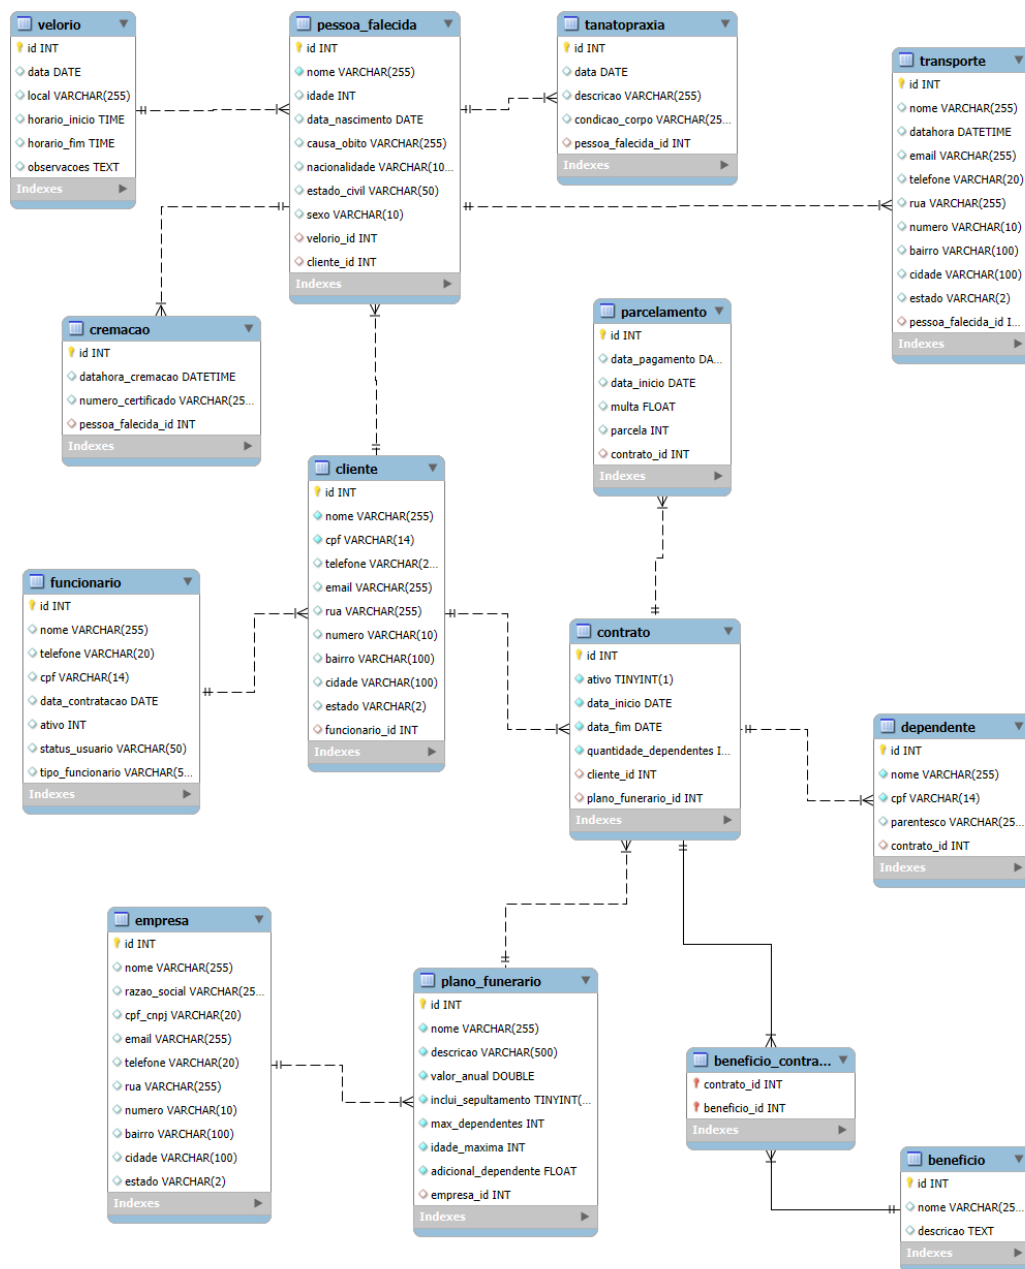 velorio
id INT
data DATE
local VARCHAR(255)
horario_inicio TIME
horario_fim TIME
observacoes TEXT
Indexes
pessoa_falecida
id INT
nome VARCHAR(255)
idade INT
data_nascimento DATE
causa_obito VARCHAR(255)
nacionalidade VARCHAR(10...
estado_civil VARCHAR(50)
sexo VARCHAR(10)
velorio_id INT
cliente_id INT
Indexes
tanatopraxia
id INT
data DATE
descricao VARCHAR(255)
condicao_corpo VARCHAR(25...
pessoa_falecida_id INT
Indexes
transporte
id INT
nome VARCHAR(255)
datahora DATETIME
email VARCHAR(255)
telefone VARCHAR(20)
rua VARCHAR(255)
numero VARCHAR(10)
bairro VARCHAR(100)
cidade VARCHAR(100)
estado VARCHAR(2)
pessoa_falecida_id I...
Indexes
cremacao
id INT
datahora_cremacao DATETIME
numero_certificado VARCHAR(25...
pessoa_falecida_id INT
Indexes
parcelamento
id INT
data_pagamento DA...
data_inicio DATE
multa FLOAT
parcela INT
contrato_id INT
Indexes
cliente
id INT
nome VARCHAR(255)
cpf VARCHAR(14)
telefone VARCHAR(2...
email VARCHAR(255)
rua VARCHAR(255)
numero VARCHAR(10)
bairro VARCHAR(100)
cidade VARCHAR(100)
estado VARCHAR(2)
funcionario_id INT
Indexes
funcionario
id INT
nome VARCHAR(255)
telefone VARCHAR(20)
cpf VARCHAR(14)
data_contratacao DATE
ativo INT
status_usuario VARCHAR(50)
tipo_funcionario VARCHAR(5...
Indexes
contrato
id INT
ativo TINYINT(1)
data_inicio DATE
data_fim DATE
quantidade_dependentes I...
cliente_id INT
plano_funerario_id INT
Indexes
dependente
id INT
nome VARCHAR(255)
cpf VARCHAR(14)
parentesco VARCHAR(25...
contrato_id INT
Indexes
empresa
id INT
nome VARCHAR(255)
razao_social VARCHAR(25...
cpf_cnpj VARCHAR(20)
email VARCHAR(255)
telefone VARCHAR(20)
rua VARCHAR(255)
numero VARCHAR(10)
bairro VARCHAR(100)
cidade VARCHAR(100)
estado VARCHAR(2)
Indexes
plano_funerario
id INT
nome VARCHAR(255)
descricao VARCHAR(500)
valor_anual DOUBLE
inclui_sepultamento TINYINT(...
max_dependentes INT
idade_maxima INT
adicional_dependente FLOAT
empresa_id INT
Indexes
beneficio_contra...
contrato_id INT
beneficio_id INT
Indexes
beneficio
id INT
nome VARCHAR(25...
descricao TEXT
Indexes